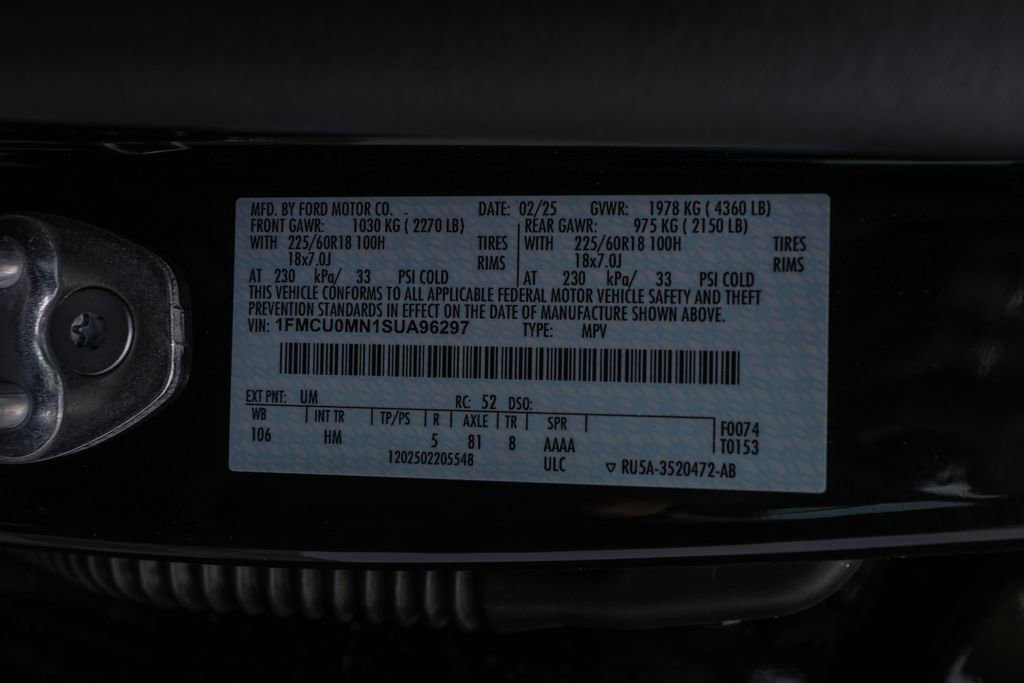 MFD. BY FORD MOTOR CO. DATE: 02/25 GVWR: 1978 KG ( 4360 LB)
FRONT GAWR: 1030 KG ( 2270 LB) REAR GAWR: 975 KG ( 2150 LB)
WITH 225/60R18 100H TIRES WITH 225/60R18 100H TIRES
18x7.0J RIMS 18x7.0J RIMS
AT 230 kPa/ 33 PSI COLD AT 230 kPa/ 33 PSI COLD
THIS VEHICLE CONFORMS TO ALL APPLICABLE FEDERAL MOTOR VEHICLE SAFETY AND THEFT
PREVENTION STANDARDS IN EFFECT ON THE DATE OF MANUFACTURE SHOWN ABOVE.
VIN: 1FMCU0MN1SUA96297 TYPE: MPV
EXT PNT: UM RC: 52 DSO:
WB INT TR TP/PS R AXLE TR SPR F0074
106 HM 5 81 8 AAAA T0153
1202502205548 ULC ▽ RU5A-3520472-AB